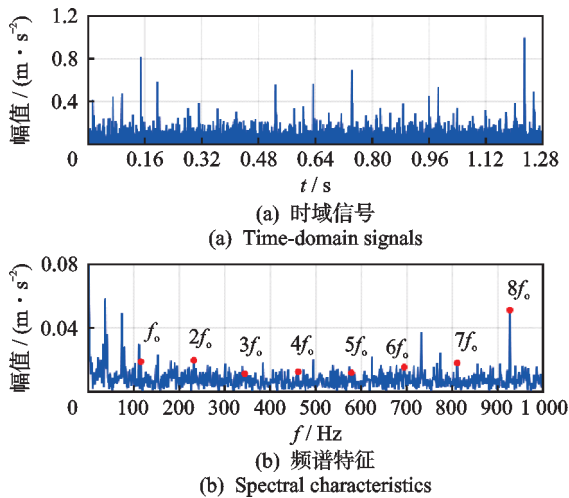 1.2
0.8
0.4
0
幅值 / (m · s⁻²)
0.16 0.32 0.48 0.64 0.80 0.96 1.12 1.28
t / s
(a) 时域信号
(a) Time-domain signals
0.08
0.04
0
幅值 / (m · s⁻²)
fₒ 2fₒ 3fₒ 4fₒ 5fₒ 6fₒ 7fₒ 8fₒ
100 200 300 400 500 600 700 800 900 1 000
f / Hz
(b) 频谱特征
(b) Spectral characteristics